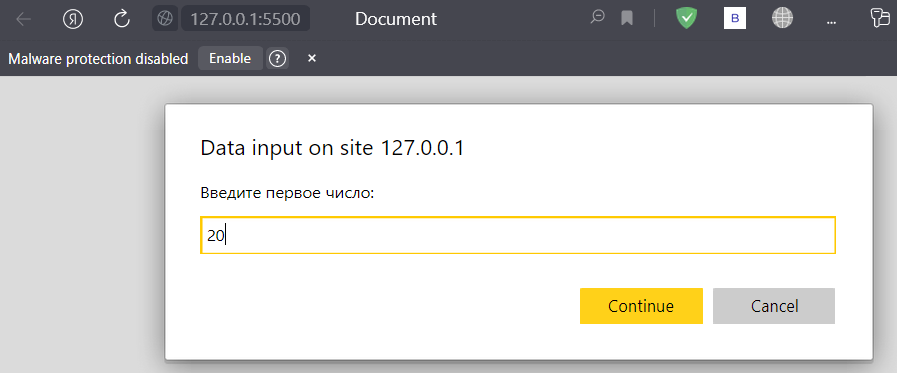 Я 127.0.0.1:5500 Document B ...
Malware protection disabled Enable ? ×
Data input on site 127.0.0.1
Введите первое число:
20
Continue Cancel